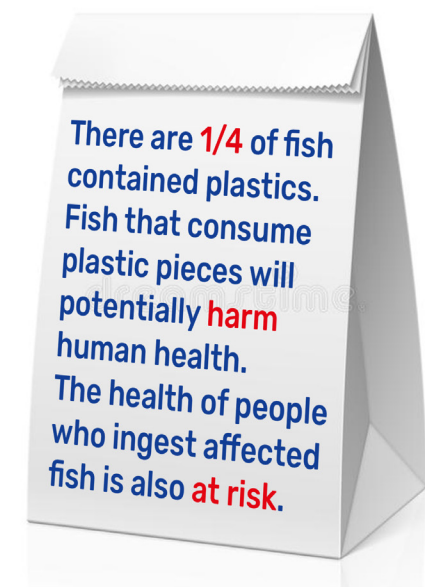 There are 1/4 of fish
contained plastics.
Fish that consume
plastic pieces will
potentially harm
human health.
The health of people
who ingest affected
fish is also at risk.